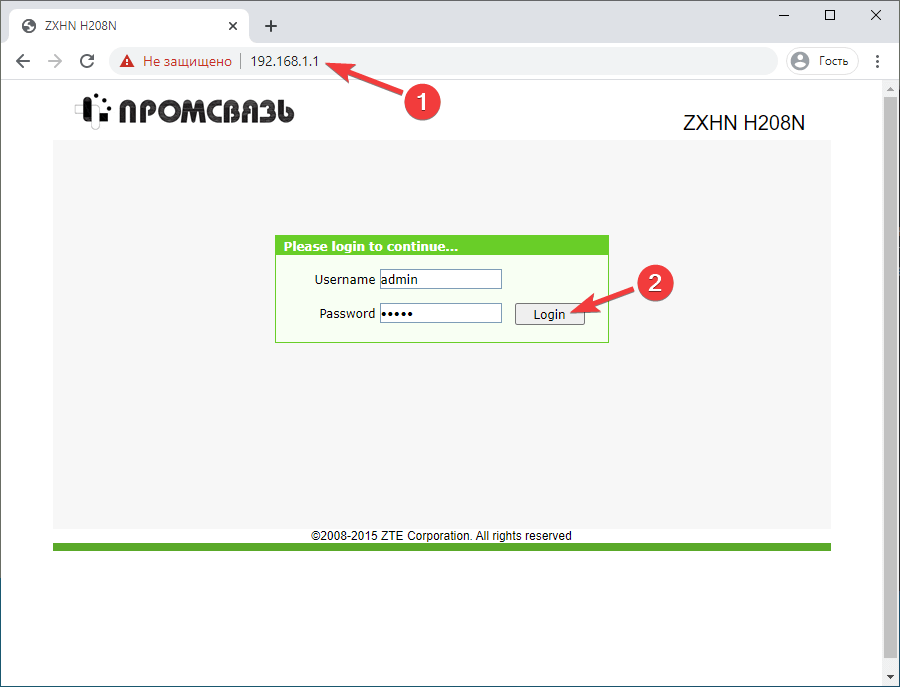 ZXHN H208N
Не защищено 192.168.1.1
Гость
1
ПРОМСВЯЗЬ
ZXHN H208N
Please login to continue...
Username admin
2
Password •••••
Login
©2008-2015 ZTE Corporation. All rights reserved